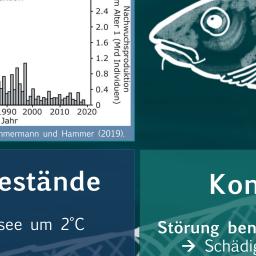 2.4
2.0
1.6
1.2
0.8
0.4
0
Nachwuchsproduktion
m Alter 1 (Mrd Individuen)
1990 2000 2010 2020
Jahr
mmermann und Hammer (2019).
estände
see um 2°C
Kon
Störung ben
→ Schädig